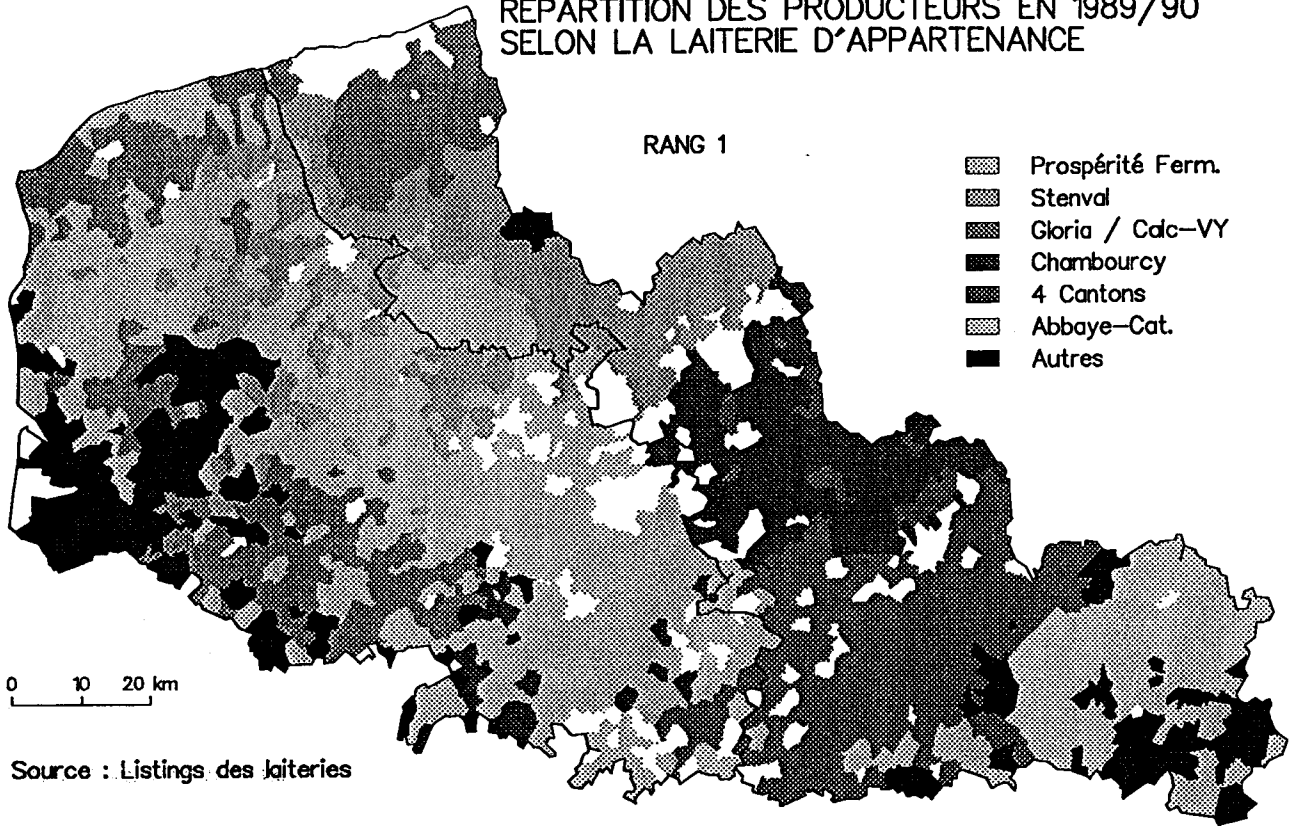 REPARTITION DES PRODUCTEURS EN 1989/90
SELON LA LAITERIE D'APPARTENANCE
RANG 1
Prospérité Ferm.
Stenval
Gloria / Calc-VY
Chambourcy
4 Cantons
Abbaye-Cat.
Autres
0 10 20 km
Source : Listings des laiteries